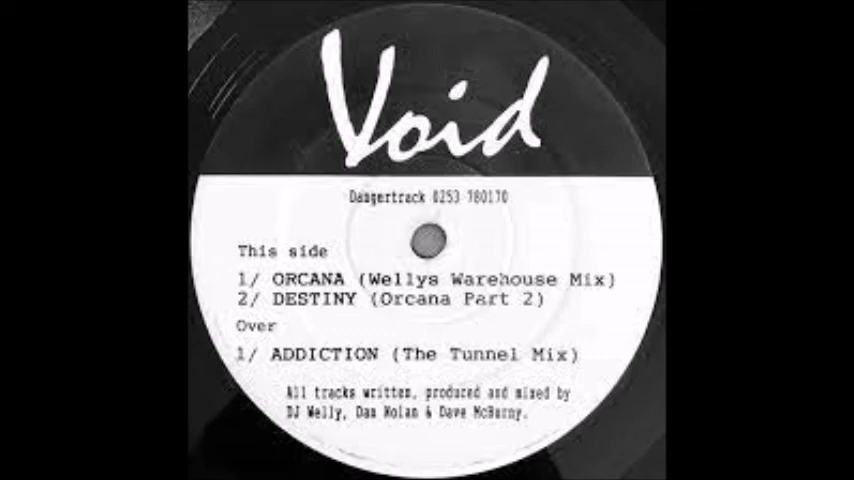 Void
Dangertrack 0253 780170
This side
1/ ORCANA (Wellys Warehouse Mix)
2/ DESTINY (Orcana Part 2)
Over
1/ ADDICTION (The Tunnel Mix)
All tracks written, produced and mixed by
DJ Welly, Dan Nolan & Dave McBurny.